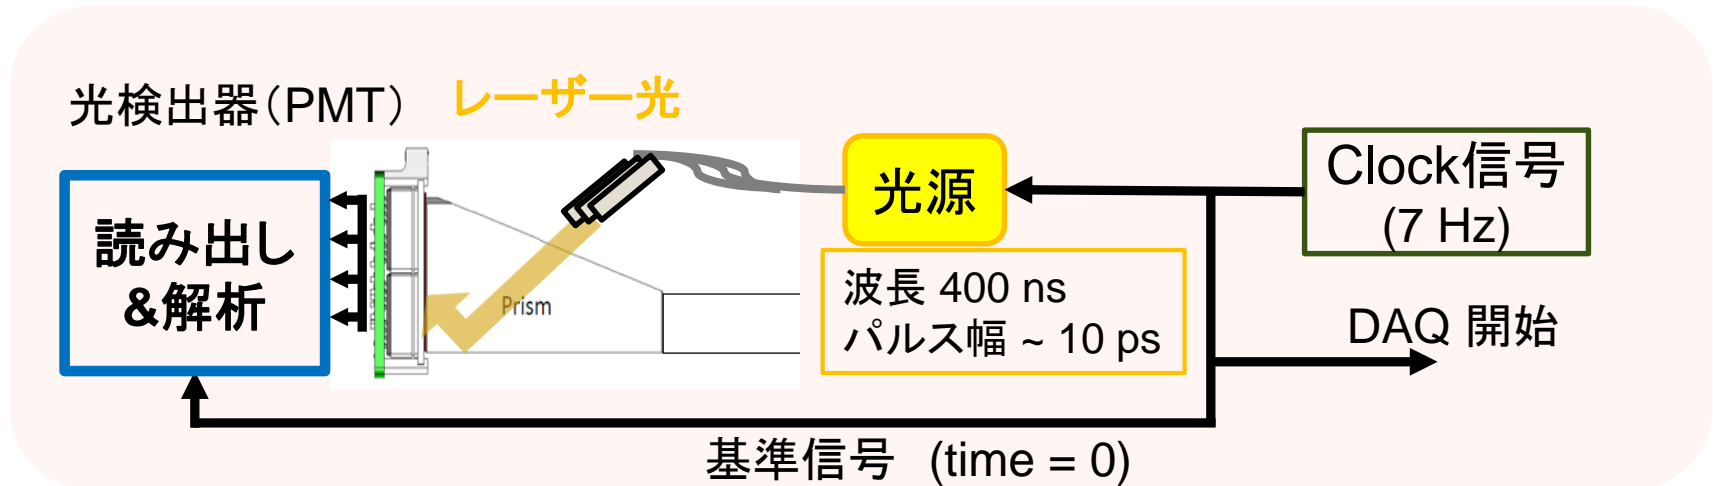 光検出器(PMT)
レーザー光
読み出し
&解析
Prism
光源
波長 400 ns
パルス幅 ~ 10 ps
Clock信号
(7 Hz)
DAQ 開始
基準信号 (time = 0)